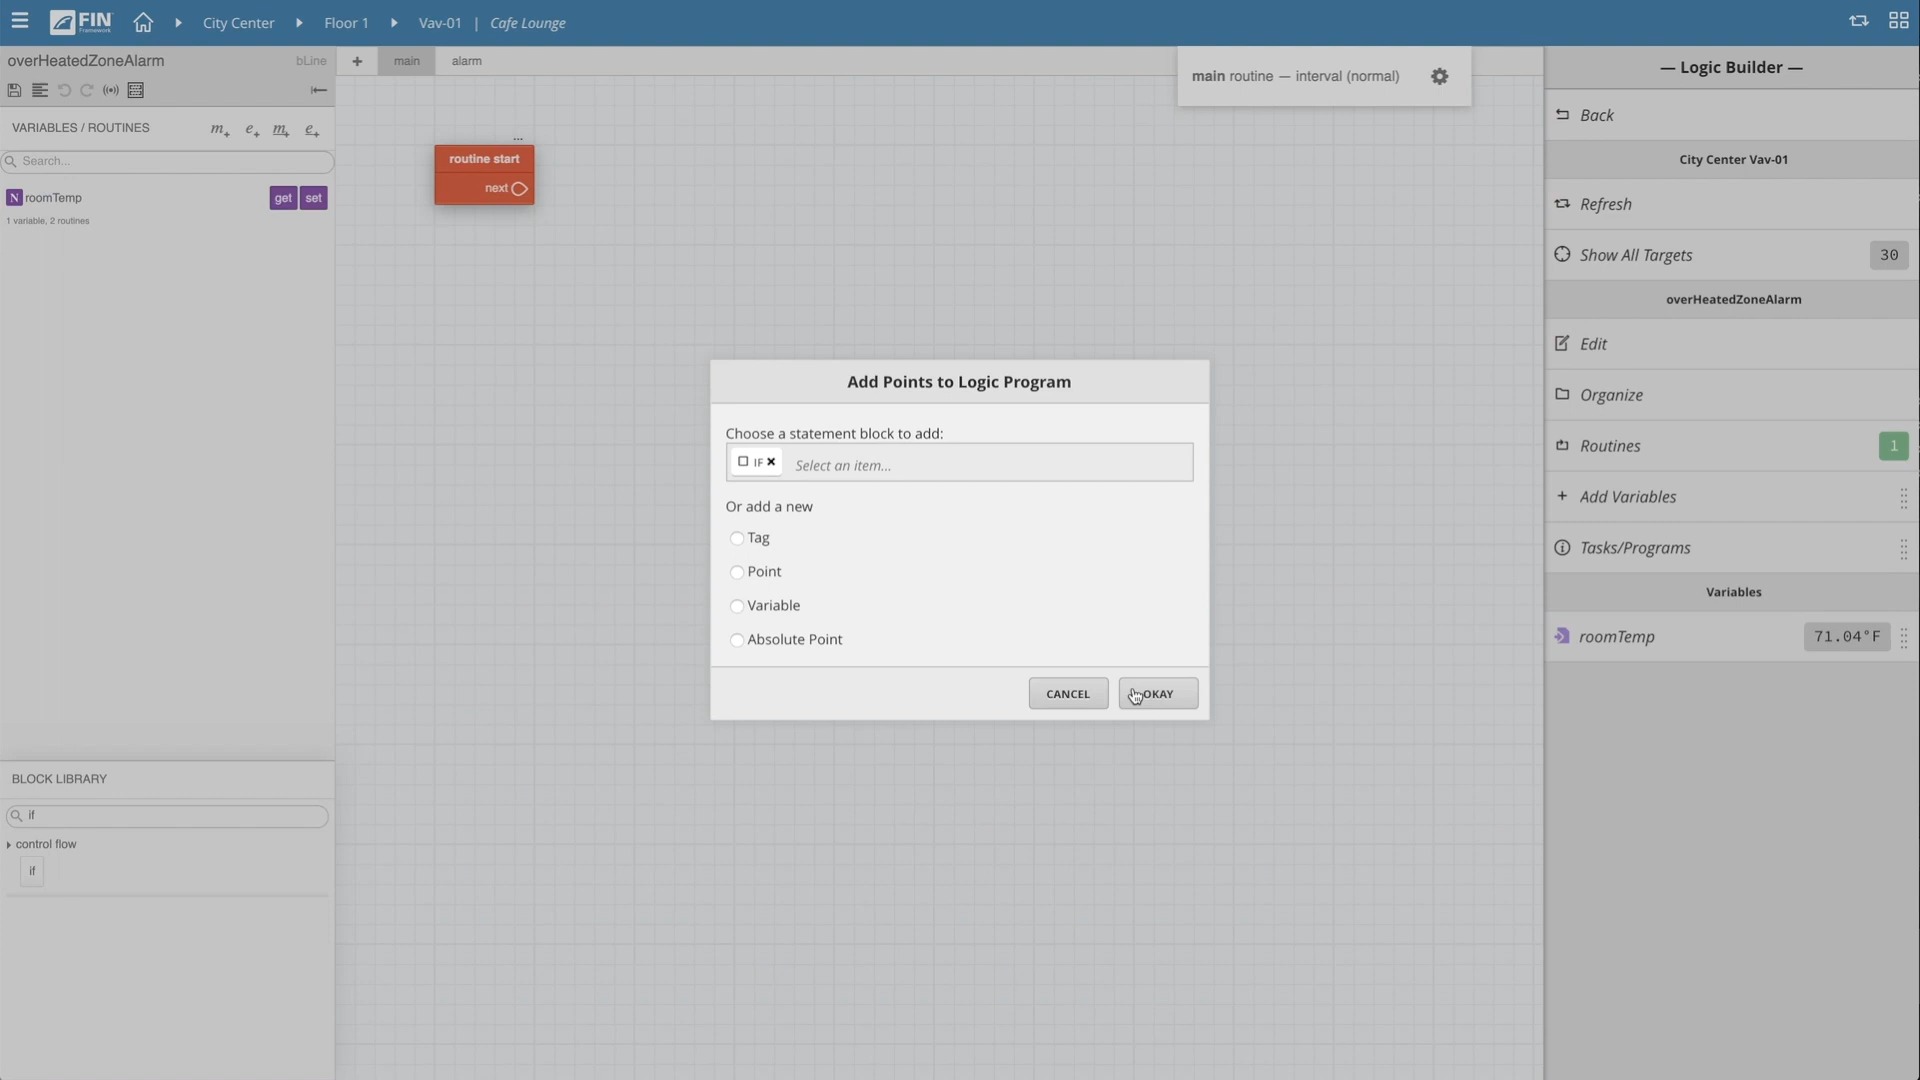 FIN Framework
City Center
Floor 1
Vav-01 | Cafe Lounge
overHeatedZoneAlarm
bLine
+
main
alarm
main routine — interval (normal)
VARIABLES / ROUTINES
m+ e+ m+ e+
Search...
N roomTemp
get
set
1 variable, 2 routines
...
routine start
next
Add Points to Logic Program
Choose a statement block to add:
IF × Select an item...
Or add a new
Tag
Point
Variable
Absolute Point
CANCEL
OKAY
BLOCK LIBRARY
if
control flow
if
— Logic Builder —
Back
City Center Vav-01
Refresh
Show All Targets 30
overHeatedZoneAlarm
Edit
Organize
Routines 1
+ Add Variables
Tasks/Programs
Variables
roomTemp 71.04°F